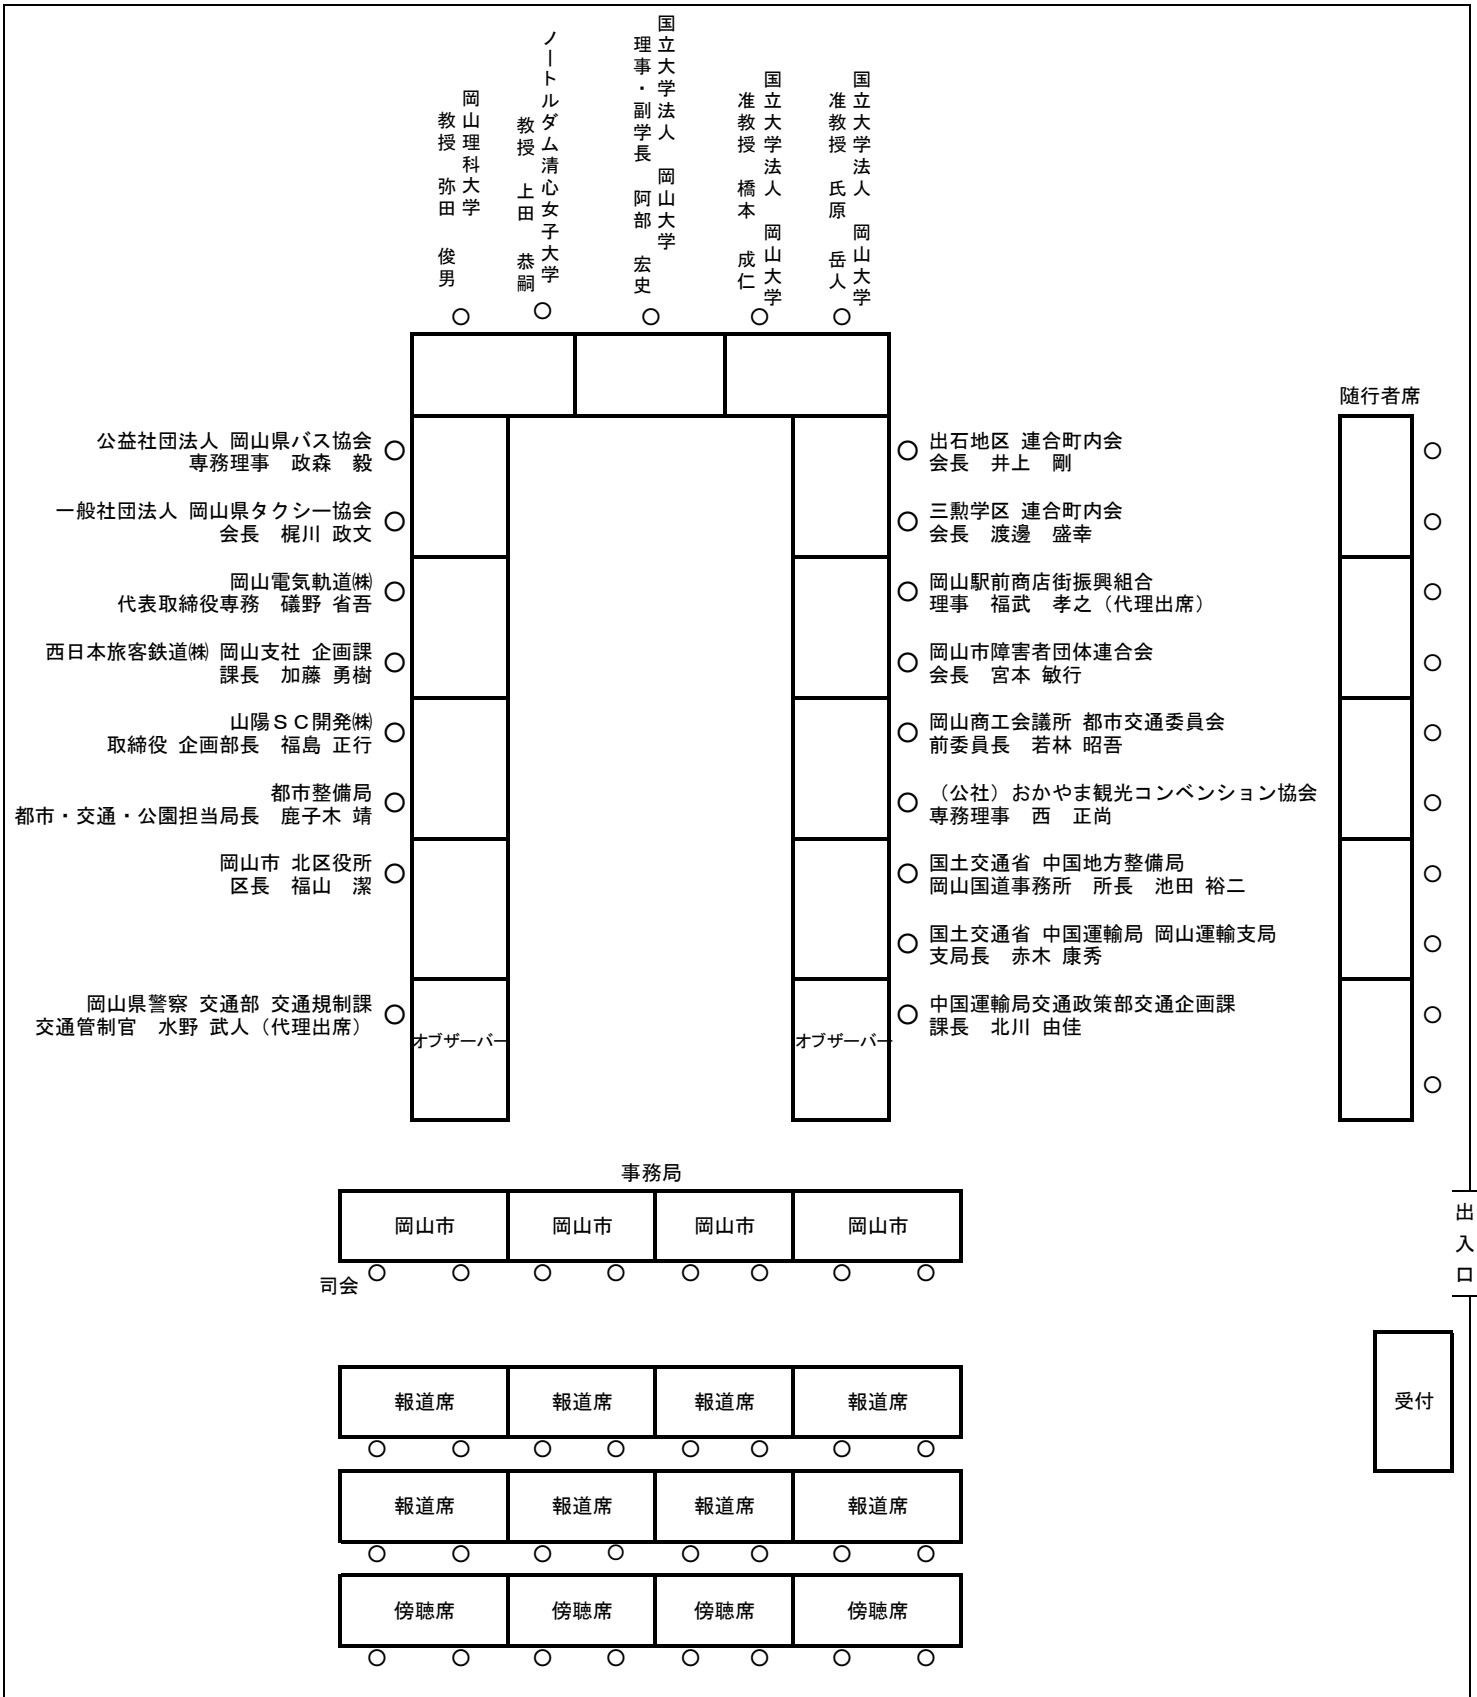 岡山理科大学
教授　弥田　俊男
ノートルダム清心女子大学
教授　上田　恭嗣
国立大学法人　岡山大学
理事・副学長　阿部　宏史
国立大学法人　岡山大学
准教授　橋本　成仁
国立大学法人　岡山大学
准教授　氏原　岳人
随行者席
公益社団法人 岡山県バス協会
専務理事　政森　毅
一般社団法人 岡山県タクシー協会
会長　梶川 政文
岡山電気軌道㈱
代表取締役専務　礒野 省吾
西日本旅客鉄道㈱ 岡山支社 企画課
課長　加藤 勇樹
山陽ＳＣ開発㈱
取締役 企画部長　福島 正行
都市整備局
都市・交通・公園担当局長　鹿子木 靖
岡山市 北区役所
区長　福山　潔
岡山県警察 交通部 交通規制課
交通管制官　水野 武人（代理出席）
オブザーバー
出石地区 連合町内会
会長　井上　剛
三勲学区 連合町内会
会長　渡邊　盛幸
岡山駅前商店街振興組合
理事　福武　孝之（代理出席）
岡山市障害者団体連合会
会長　宮本 敏行
岡山商工会議所 都市交通委員会
前委員長　若林 昭吾
（公社）おかやま観光コンベンション協会
専務理事　西　正尚
国土交通省 中国地方整備局
岡山国道事務所　所長　池田 裕二
国土交通省 中国運輸局 岡山運輸支局
支局長　赤木 康秀
中国運輸局交通政策部交通企画課
課長　北川 由佳
オブザーバー
事務局
岡山市 岡山市 岡山市 岡山市
司会
出入口
報道席 報道席 報道席 報道席
受付
報道席 報道席 報道席 報道席
傍聴席 傍聴席 傍聴席 傍聴席